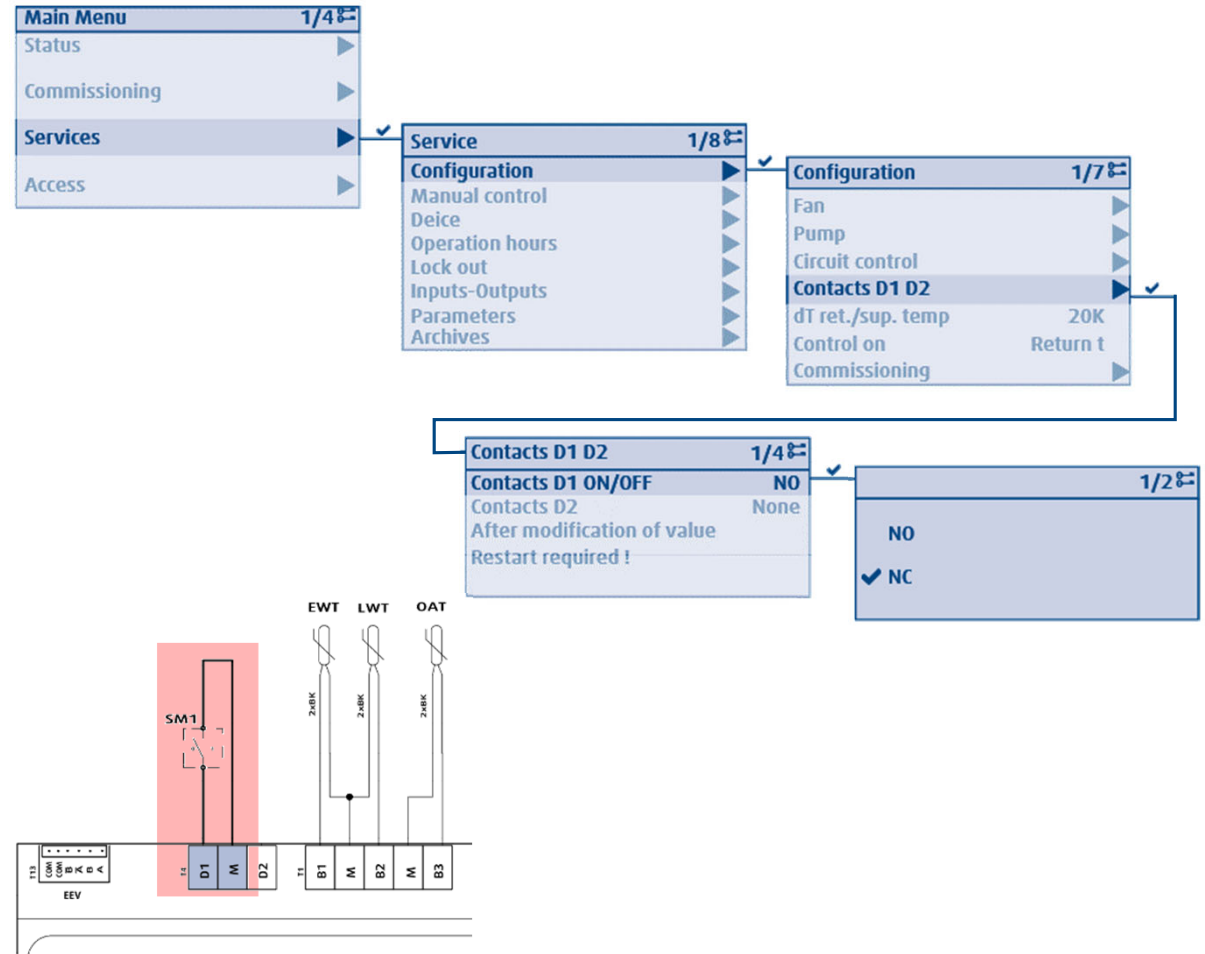 Main Menu 1/4
Status
Commissioning
Services
Access
Service 1/8
Configuration
Manual control
Deice
Operation hours
Lock out
Inputs-Outputs
Parameters
Archives
Configuration 1/7
Fan
Pump
Circuit control
Contacts D1 D2
dT ret./sup. temp 20K
Control on Return t
Commissioning
Contacts D1 D2 1/4
Contacts D1 ON/OFF NO
Contacts D2 None
After modification of value
Restart required !
1/2
NO
NC
EWT LWT OAT
2xBK 2xBK 2xBK
SM1
T13 COM COM B A B A
EEV
T4 D1 M D2
T1 B1 M B2 M B3